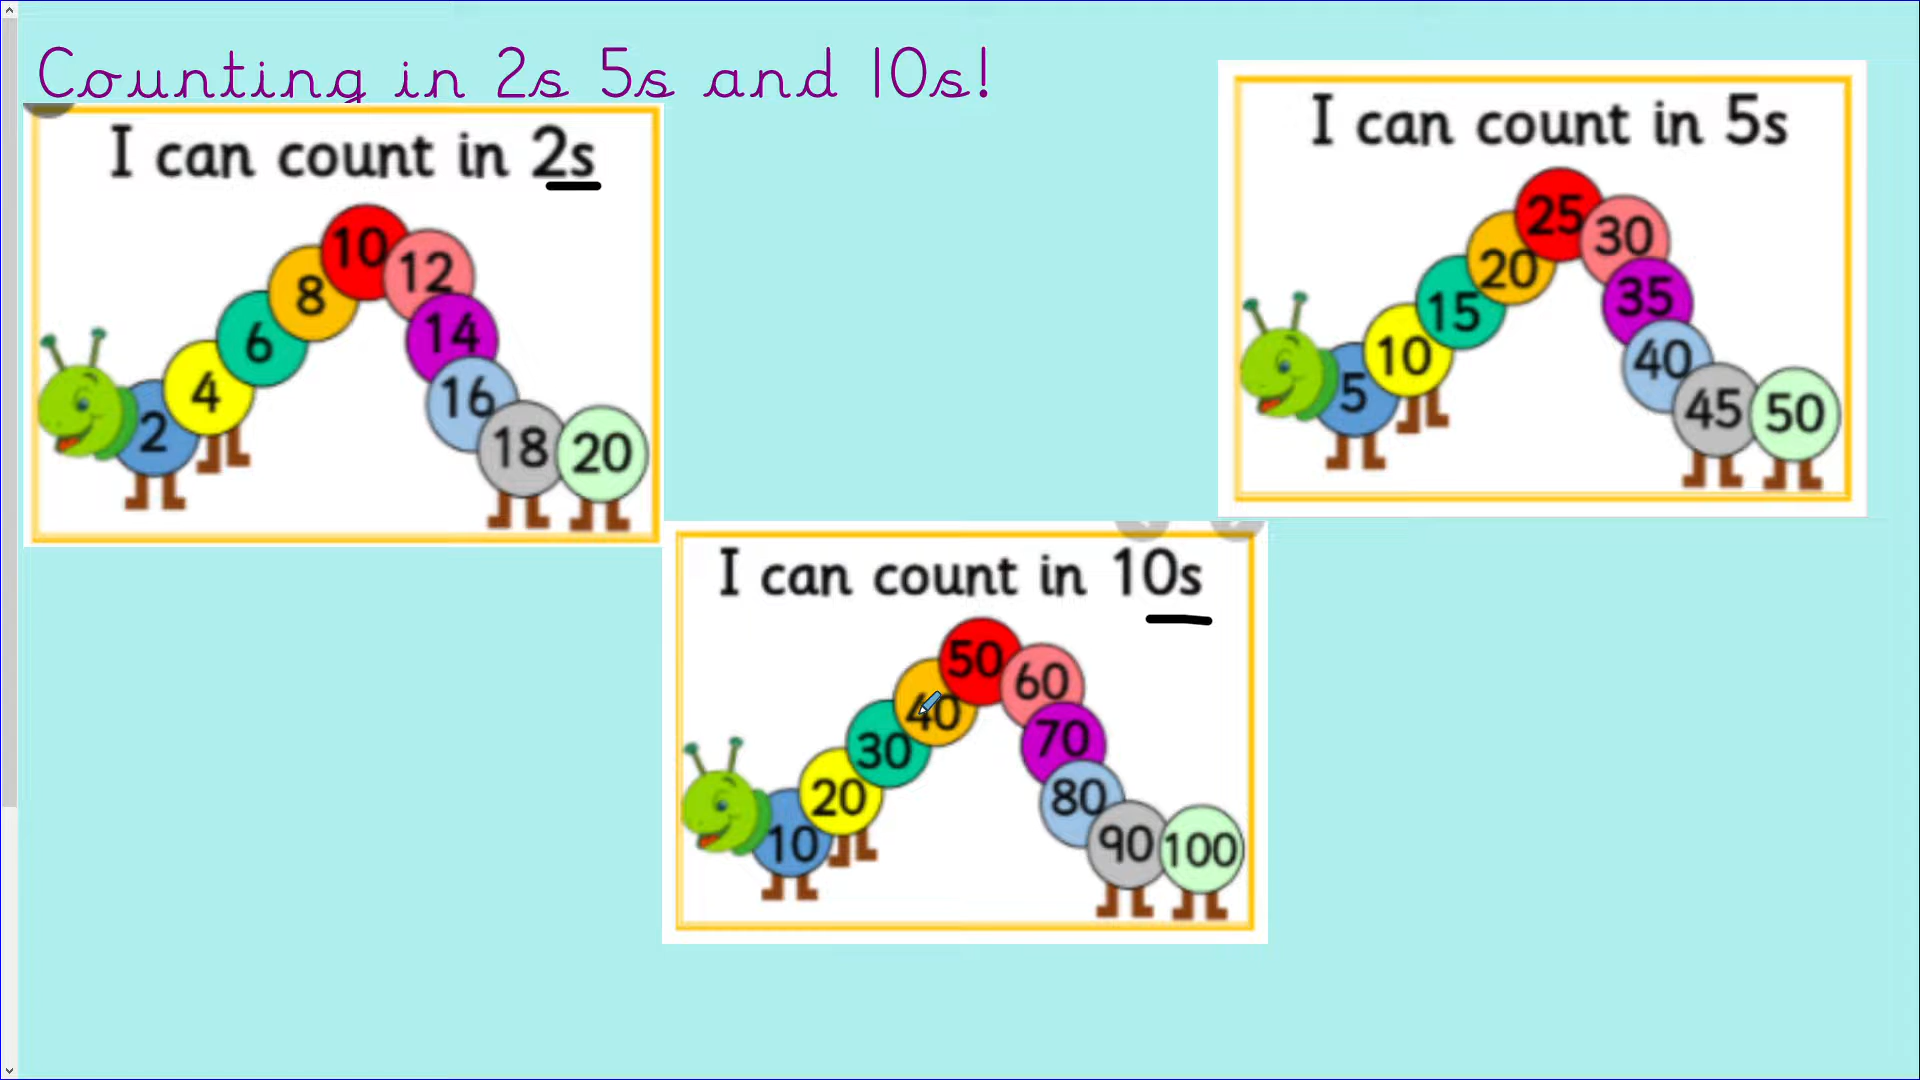 Counting in 2s 5s and 10s!
I can count in 2s
2 4 6 8 10 12 14 16 18 20
I can count in 5s
5 10 15 20 25 30 35 40 45 50
I can count in 10s
10 20 30 40 50 60 70 80 90 100